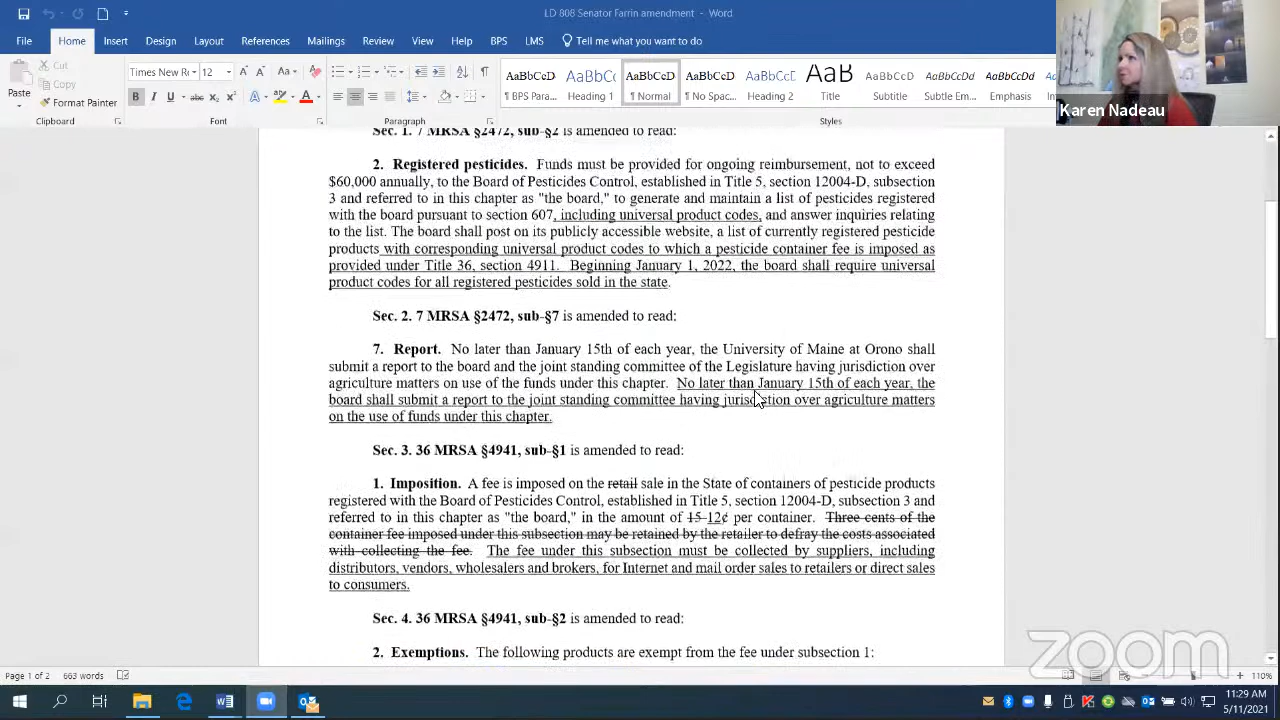 LD 808 Senator Farrin amendment - Word
File
Home
Insert
Design
Layout
References
Mailings
Review
View
BPS
LMS
Tell me what you want to do
Paste
Cut
Copy
Format Painter
Clipboard
Times New Ro
12
Font
Paragraph
AaBbCcD AaBbC AaBbCcD AaBbCcD AaBbCcD AaB AaBbCcD AaBbCcDd AaBbCcDd
¶ BPS Para... Heading 1 ¶ Normal ¶ No Spac... Heading 2 Title Subtitle Subtle Em... Emphasis
Styles
Karen Nadeau
Sec. 1. 7 MRSA §2472, sub-§2 is amended to read:
2. Registered pesticides. Funds must be provided for ongoing reimbursement, not to exceed
$60,000 annually, to the Board of Pesticides Control, established in Title 5, section 12004-D, subsection
3 and referred to in this chapter as "the board," to generate and maintain a list of pesticides registered
with the board pursuant to section 607, including universal product codes, and answer inquiries relating
to the list. The board shall post on its publicly accessible website, a list of currently registered pesticide
products with corresponding universal product codes to which a pesticide container fee is imposed as
provided under Title 36, section 4911. Beginning January 1, 2022, the board shall require universal
product codes for all registered pesticides sold in the state.
Sec. 2. 7 MRSA §2472, sub-§7 is amended to read:
7. Report. No later than January 15th of each year, the University of Maine at Orono shall
submit a report to the board and the joint standing committee of the Legislature having jurisdiction over
agriculture matters on use of the funds under this chapter. No later than January 15th of each year, the
board shall submit a report to the joint standing committee having jurisdiction over agriculture matters
on the use of funds under this chapter.
Sec. 3. 36 MRSA §4941, sub-§1 is amended to read:
1. Imposition. A fee is imposed on the retail sale in the State of containers of pesticide products
registered with the Board of Pesticides Control, established in Title 5, section 12004-D, subsection 3 and
referred to in this chapter as "the board," in the amount of 15 12¢ per container. Three cents of the
container fee imposed under this subsection may be retained by the retailer to defray the costs associated
with collecting the fee. The fee under this subsection must be collected by suppliers, including
distributors, vendors, wholesalers and brokers, for Internet and mail order sales to retailers or direct sales
to consumers.
Sec. 4. 36 MRSA §4941, sub-§2 is amended to read:
2. Exemptions. The following products are exempt from the fee under subsection 1:
zoom
Page 1 of 2 663 words
110%
11:29 AM
5/11/2021